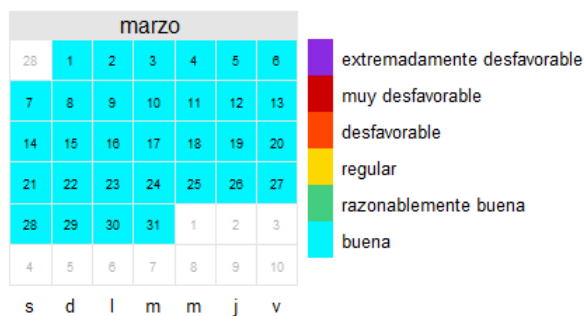 marzo
28 1 2 3 4 5 6
7 8 9 10 11 12 13
14 15 16 17 18 19 20
21 22 23 24 25 26 27
28 29 30 31 1 2 3
4 5 6 7 8 9 10
s d l m m j v
extremadamente desfavorable
muy desfavorable
desfavorable
regular
razonablemente buena
buena